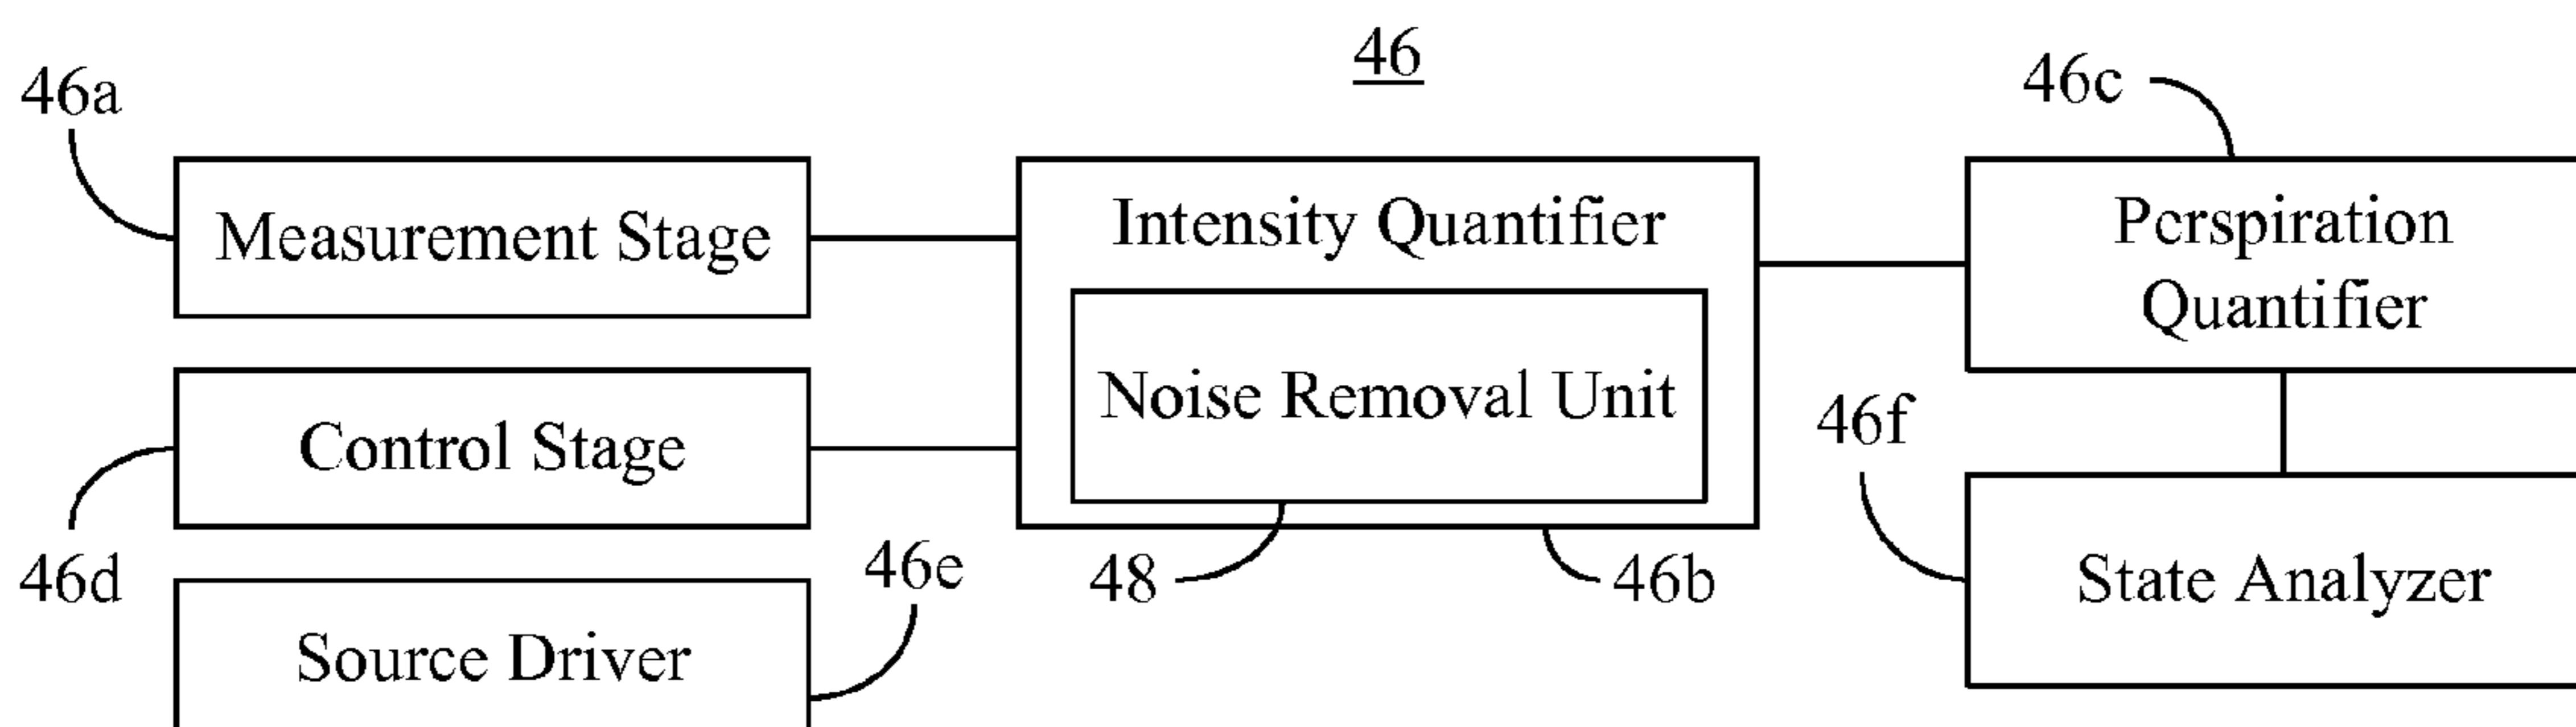 46
46a
46c
Measurement Stage
Intensity Quantifier
Perspiration
Quantifier
Noise Removal Unit
46f
Control Stage
46d
46e
48
46b
State Analyzer
Source Driver